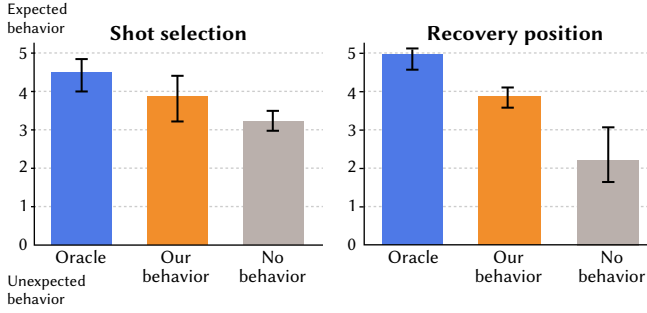 Expected
behavior
Shot selection
Recovery position
5
4
3
2
1
0
5
4
3
2
1
0
Oracle
Our
behavior
No
behavior
Oracle
Our
behavior
No
behavior
Unexpected
behavior